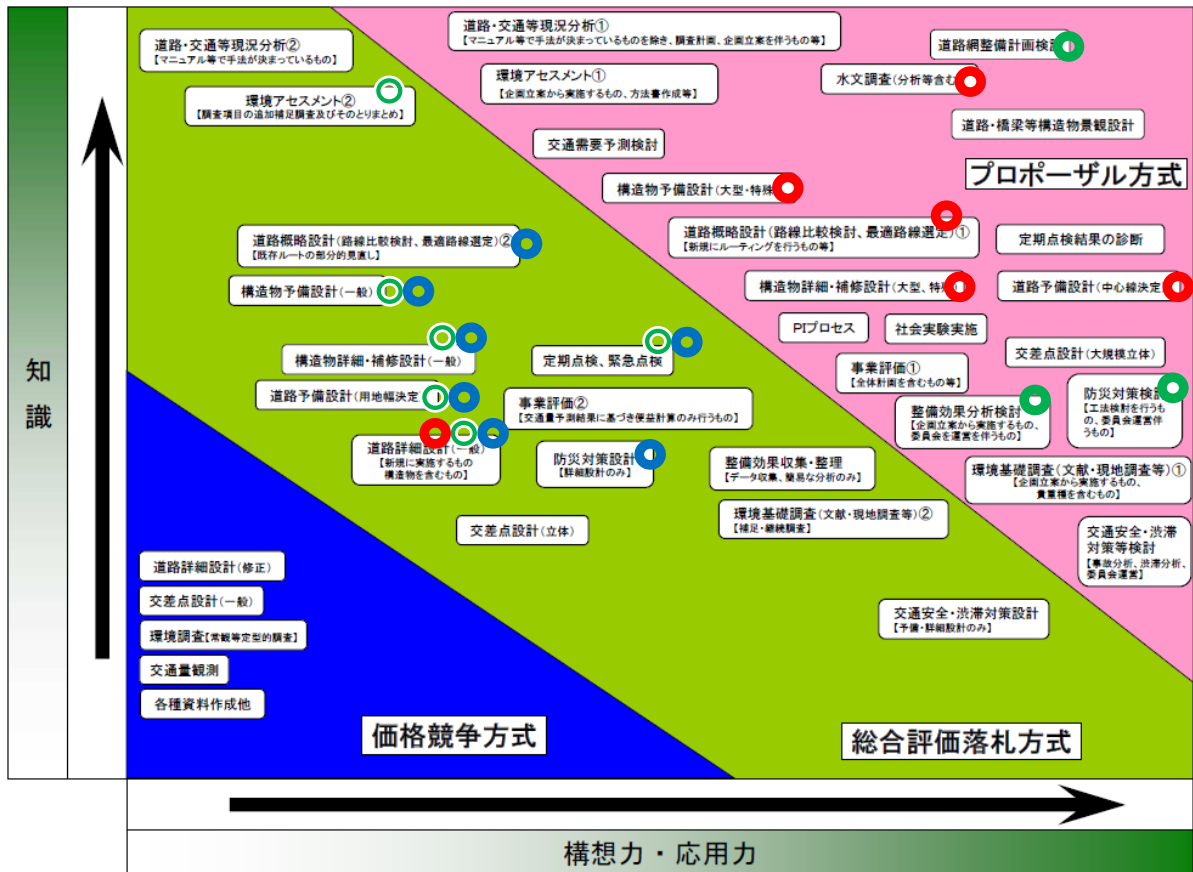 道路・交通等現況分析①
【マニュアル等で手法が決まっているものを除き、調査計画、企画立案を伴うもの等】
道路・交通等現況分析②
【マニュアル等で手法が決まっているもの】
道路網整備計画検
環境アセスメント①
【企画立案から実施するもの、方法書作成等】
水文調査(分析等含む
環境アセスメント②
【調査項目の追加補足調査及びそのとりまとめ】
道路・橋梁等構造物景観設計
交通需要予測検討
プロポーザル方式
構造物予備設計(大型・特殊
道路概略設計(路線比較検討、最適路線選定)②
【既存ルートの部分的見直し】
道路概略設計(路線比較検討、最適路線選定)①
【新規にルーティングを行うもの等】
定期点検結果の診断
構造物予備設計(一般)
構造物詳細・補修設計(大型、特殊
道路予備設計(中心線決定
PIプロセス
社会実験実施
構造物詳細・補修設計(一般)
定期点検、緊急点検
交差点設計(大規模立体)
事業評価①
【全体計画を含むもの等】
知識
道路予備設計(用地幅決定
事業評価②
【交通量予測結果に基づき便益計算のみ行うもの】
整備効果分析検討
【企画立案から実施するもの、
委員会を運営を伴うもの】
防災対策検討
【工法検討を行うも
の、委員会運営伴
うもの】
道路詳細設計(一般)
【新規に実施するもの
構造物を含むもの】
防災対策設計
【詳細設計のみ】
整備効果収集・整理
【データ収集、簡易な分析のみ】
環境基礎調査(文献・現地調査等)①
【企画立案から実施するもの、
貴重種を含むもの】
環境基礎調査(文献・現地調査等)②
【補足・継続調査】
交差点設計(立体)
交通安全・渋滞
対策等検討
【事故分析、渋滞分析、
委員会運営】
道路詳細設計(修正)
交差点設計(一般)
環境調査【常観等定型的調査】
交通量観測
各種資料作成他
交通安全・渋滞対策設計
【予備・詳細設計のみ】
価格競争方式
総合評価落札方式
構想力・応用力